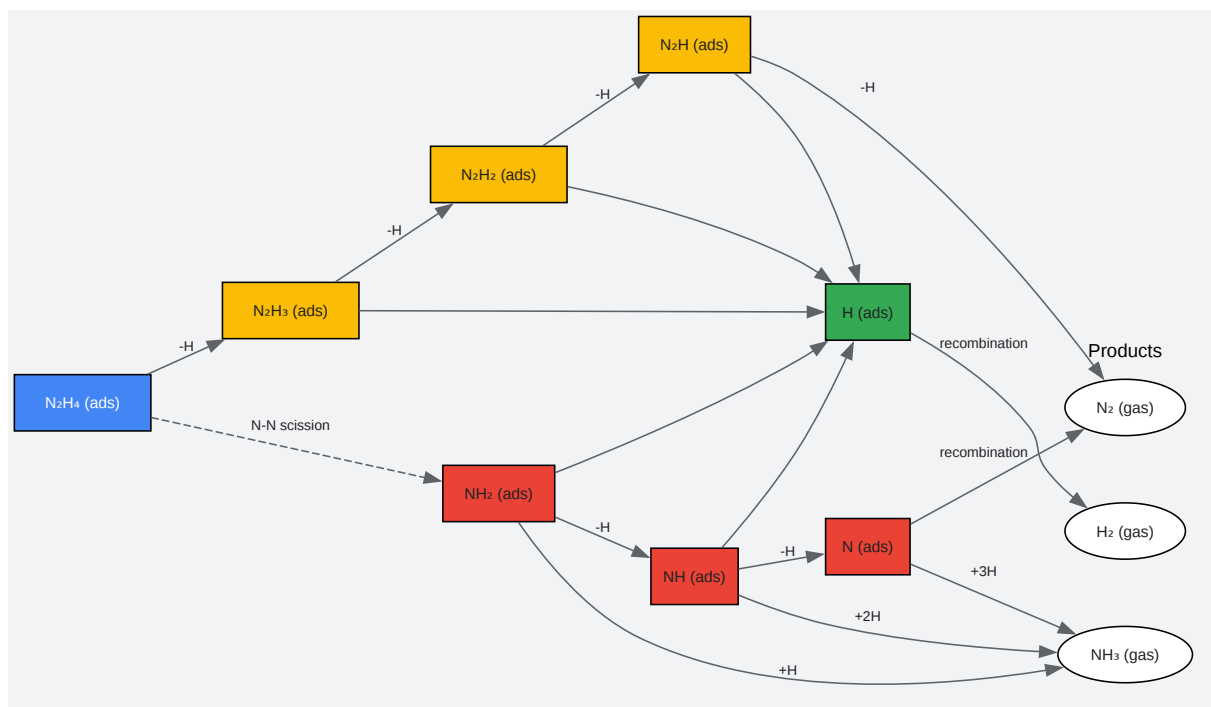 N₂H (ads)
-H
-H
N₂H₂ (ads)
-H
N₂H₃ (ads)
H (ads)
-H
recombination
Products
N₂H₄ (ads)
N₂ (gas)
N-N scission
recombination
NH₂ (ads)
-H
H₂ (gas)
N (ads)
-H
NH (ads)
+3H
+2H
NH₃ (gas)
+H